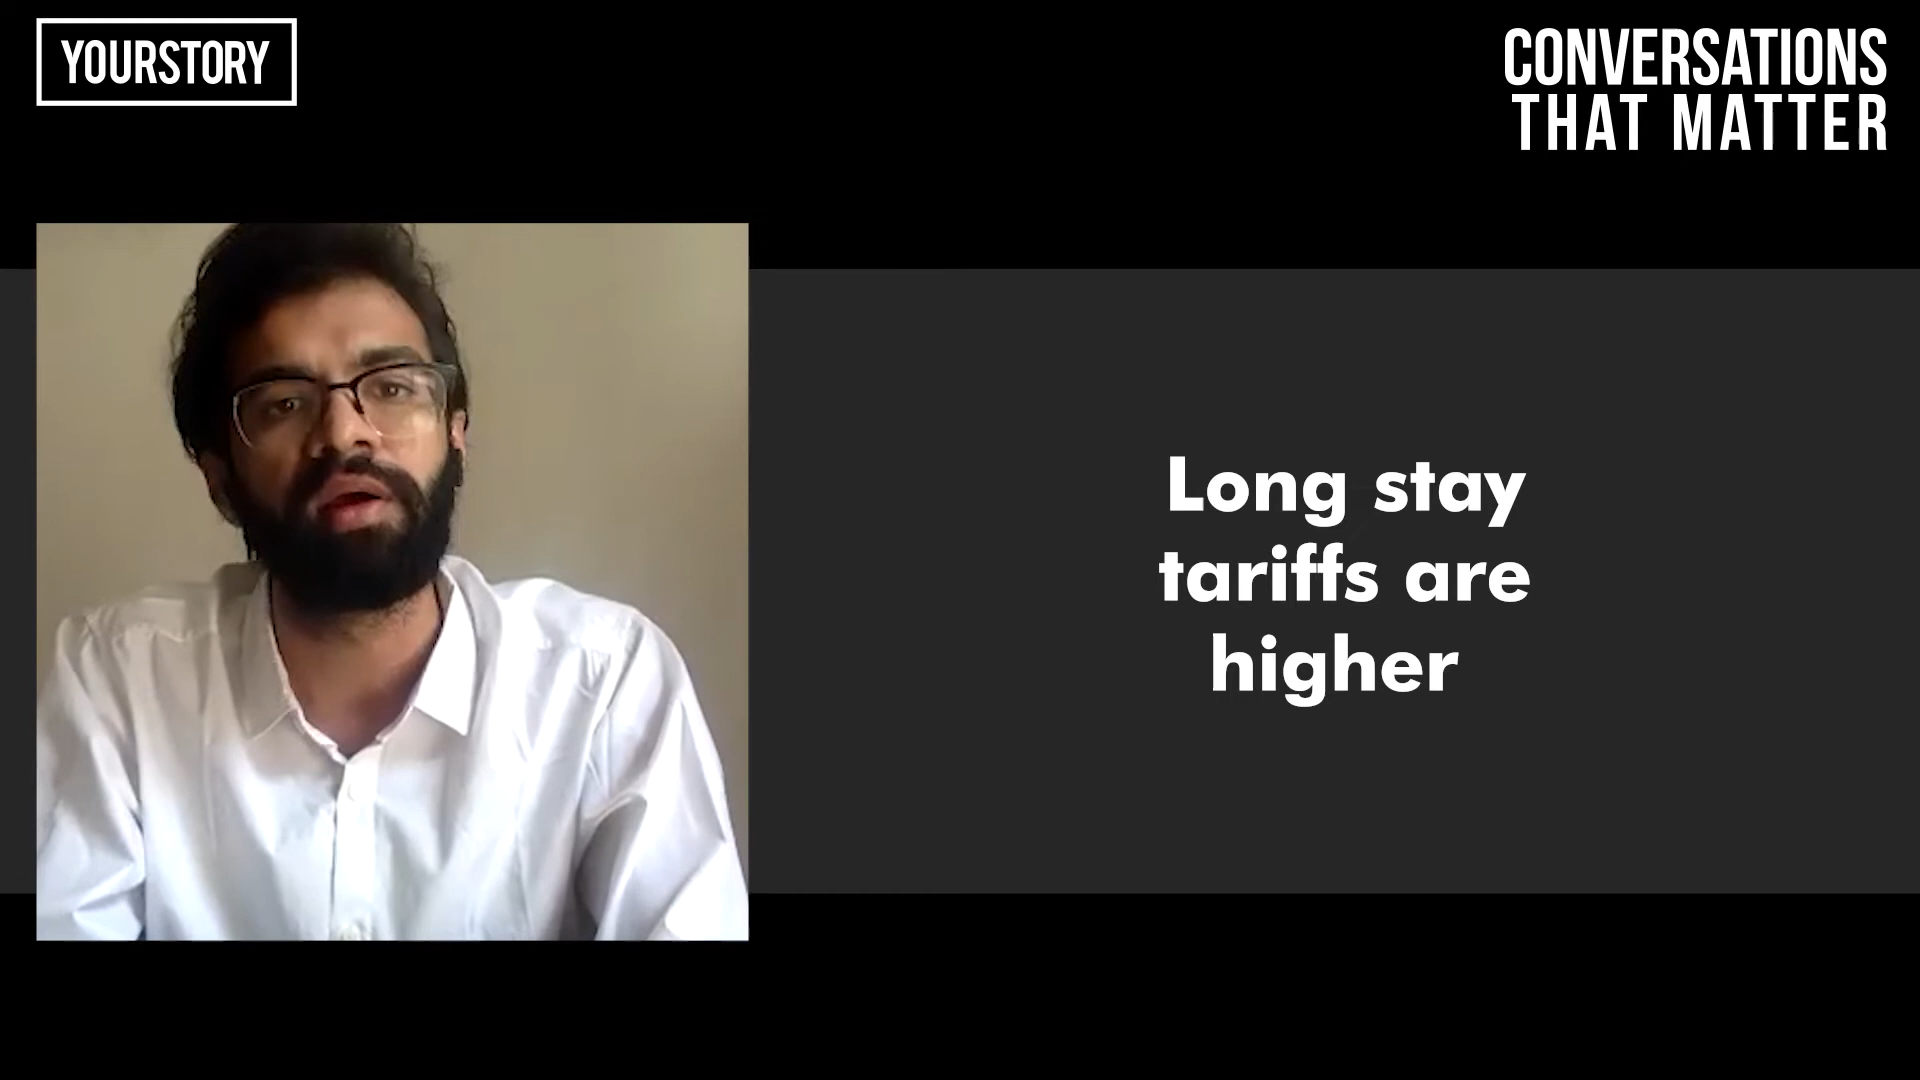 YOURSTORY
CONVERSATIONS
THAT MATTER
Long stay
tariffs are
higher